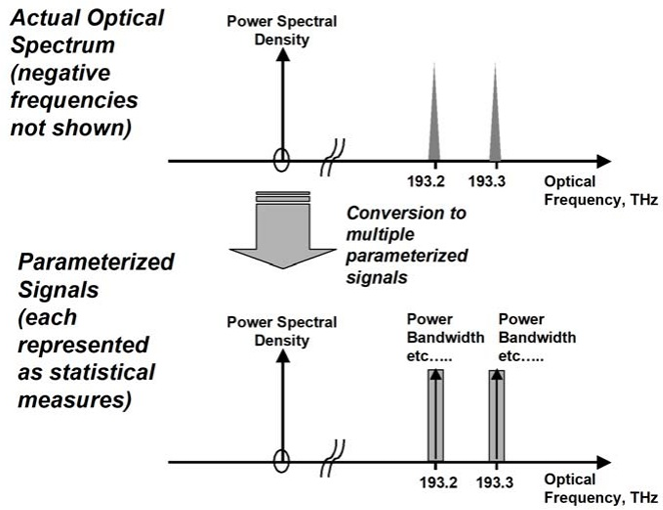 Actual Optical
Spectrum
(negative
frequencies
not shown)
Power Spectral
Density
193.2
193.3
Optical
Frequency, THz
Conversion to
multiple
parameterized
signals
Parameterized
Signals
(each
represented
as statistical
measures)
Power Spectral
Density
Power
Bandwidth
etc.....
Power
Bandwidth
etc.....
193.2
193.3
Optical
Frequency, THz